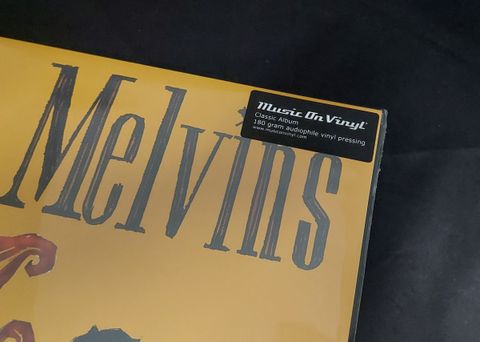 Melvins
Music On Vinyl
Classic Album
180 gram audiophile vinyl pressing
www.musiconvinyl.com